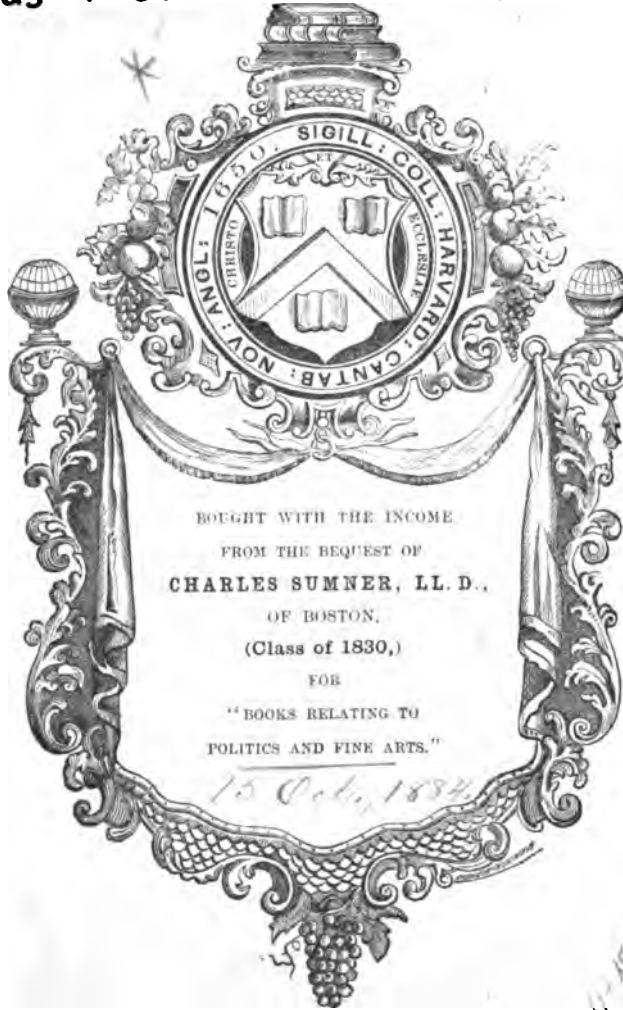 SIGILL: COLL: HARVARD: CANTAB: NOV: ANGL: 1650.
ET
CHRISTO
ECCLESIAE
BOUGHT WITH THE INCOME
FROM THE BEQUEST OF
CHARLES SUMNER, LL. D.,
OF BOSTON,
(Class of 1830,)
FOR
"BOOKS RELATING TO
POLITICS AND FINE ARTS."
15 Oct., 1884.